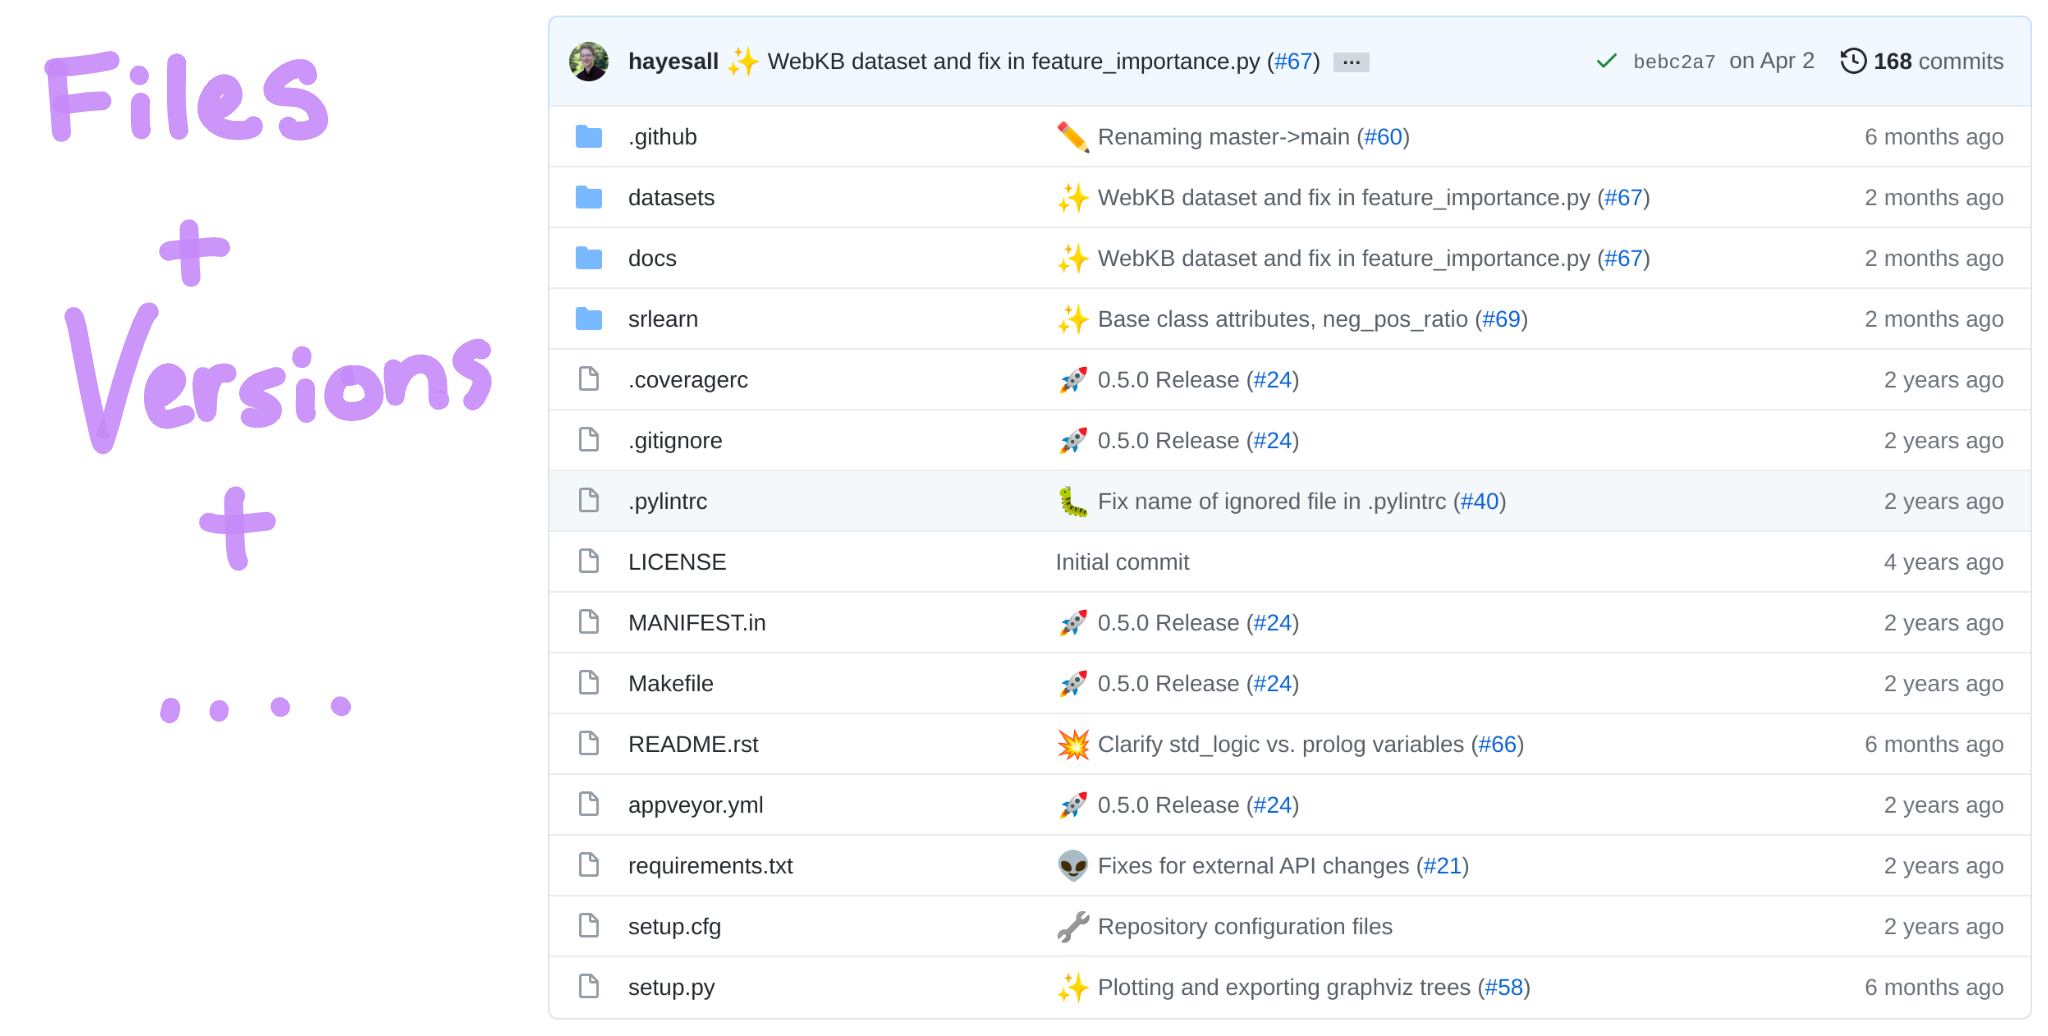 Files
+
Versions
+
....
hayesall ✨ WebKB dataset and fix in feature_importance.py (#67) ... ✓ bebc2a7 on Apr 2 168 commits
.github ✏️ Renaming master->main (#60) 6 months ago
datasets ✨ WebKB dataset and fix in feature_importance.py (#67) 2 months ago
docs ✨ WebKB dataset and fix in feature_importance.py (#67) 2 months ago
srlearn ✨ Base class attributes, neg_pos_ratio (#69) 2 months ago
.coveragerc 🚀 0.5.0 Release (#24) 2 years ago
.gitignore 🚀 0.5.0 Release (#24) 2 years ago
.pylintrc 🐛 Fix name of ignored file in .pylintrc (#40) 2 years ago
LICENSE Initial commit 4 years ago
MANIFEST.in 🚀 0.5.0 Release (#24) 2 years ago
Makefile 🚀 0.5.0 Release (#24) 2 years ago
README.rst 💥 Clarify std_logic vs. prolog variables (#66) 6 months ago
appveyor.yml 🚀 0.5.0 Release (#24) 2 years ago
requirements.txt 👽 Fixes for external API changes (#21) 2 years ago
setup.cfg 🔧 Repository configuration files 2 years ago
setup.py ✨ Plotting and exporting graphviz trees (#58) 6 months ago